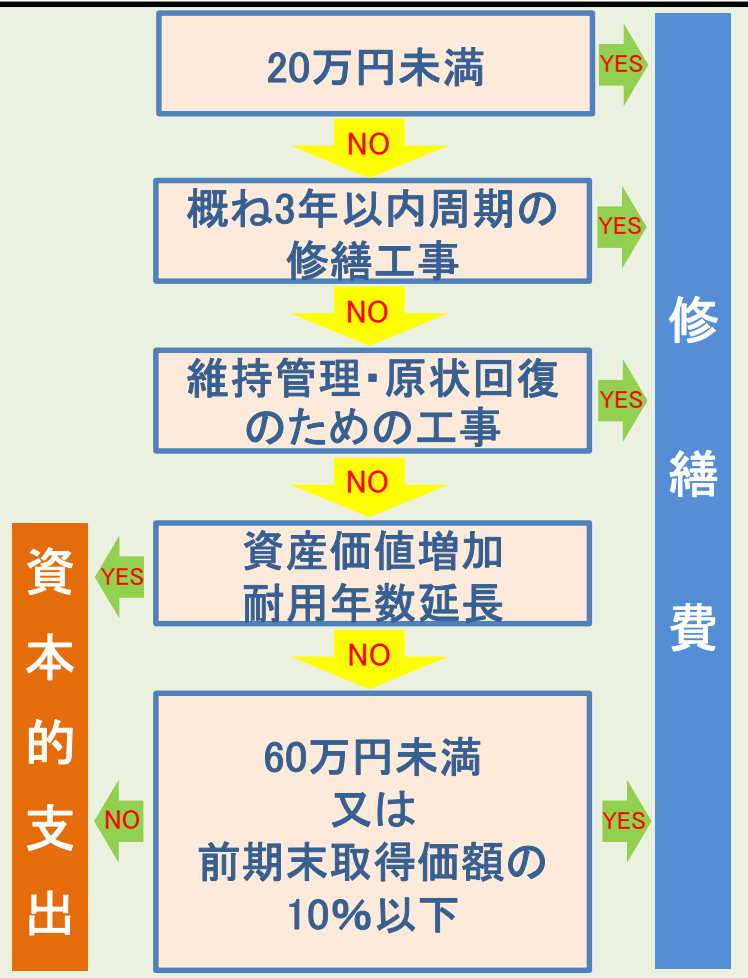 20万円未満
YES
NO
概ね3年以内周期の
修繕工事
YES
NO
維持管理・原状回復
のための工事
YES
NO
資産価値増加
耐用年数延長
YES
NO
60万円未満
又は
前期末取得価額の
10%以下
NO
YES
資本的支出
修繕費